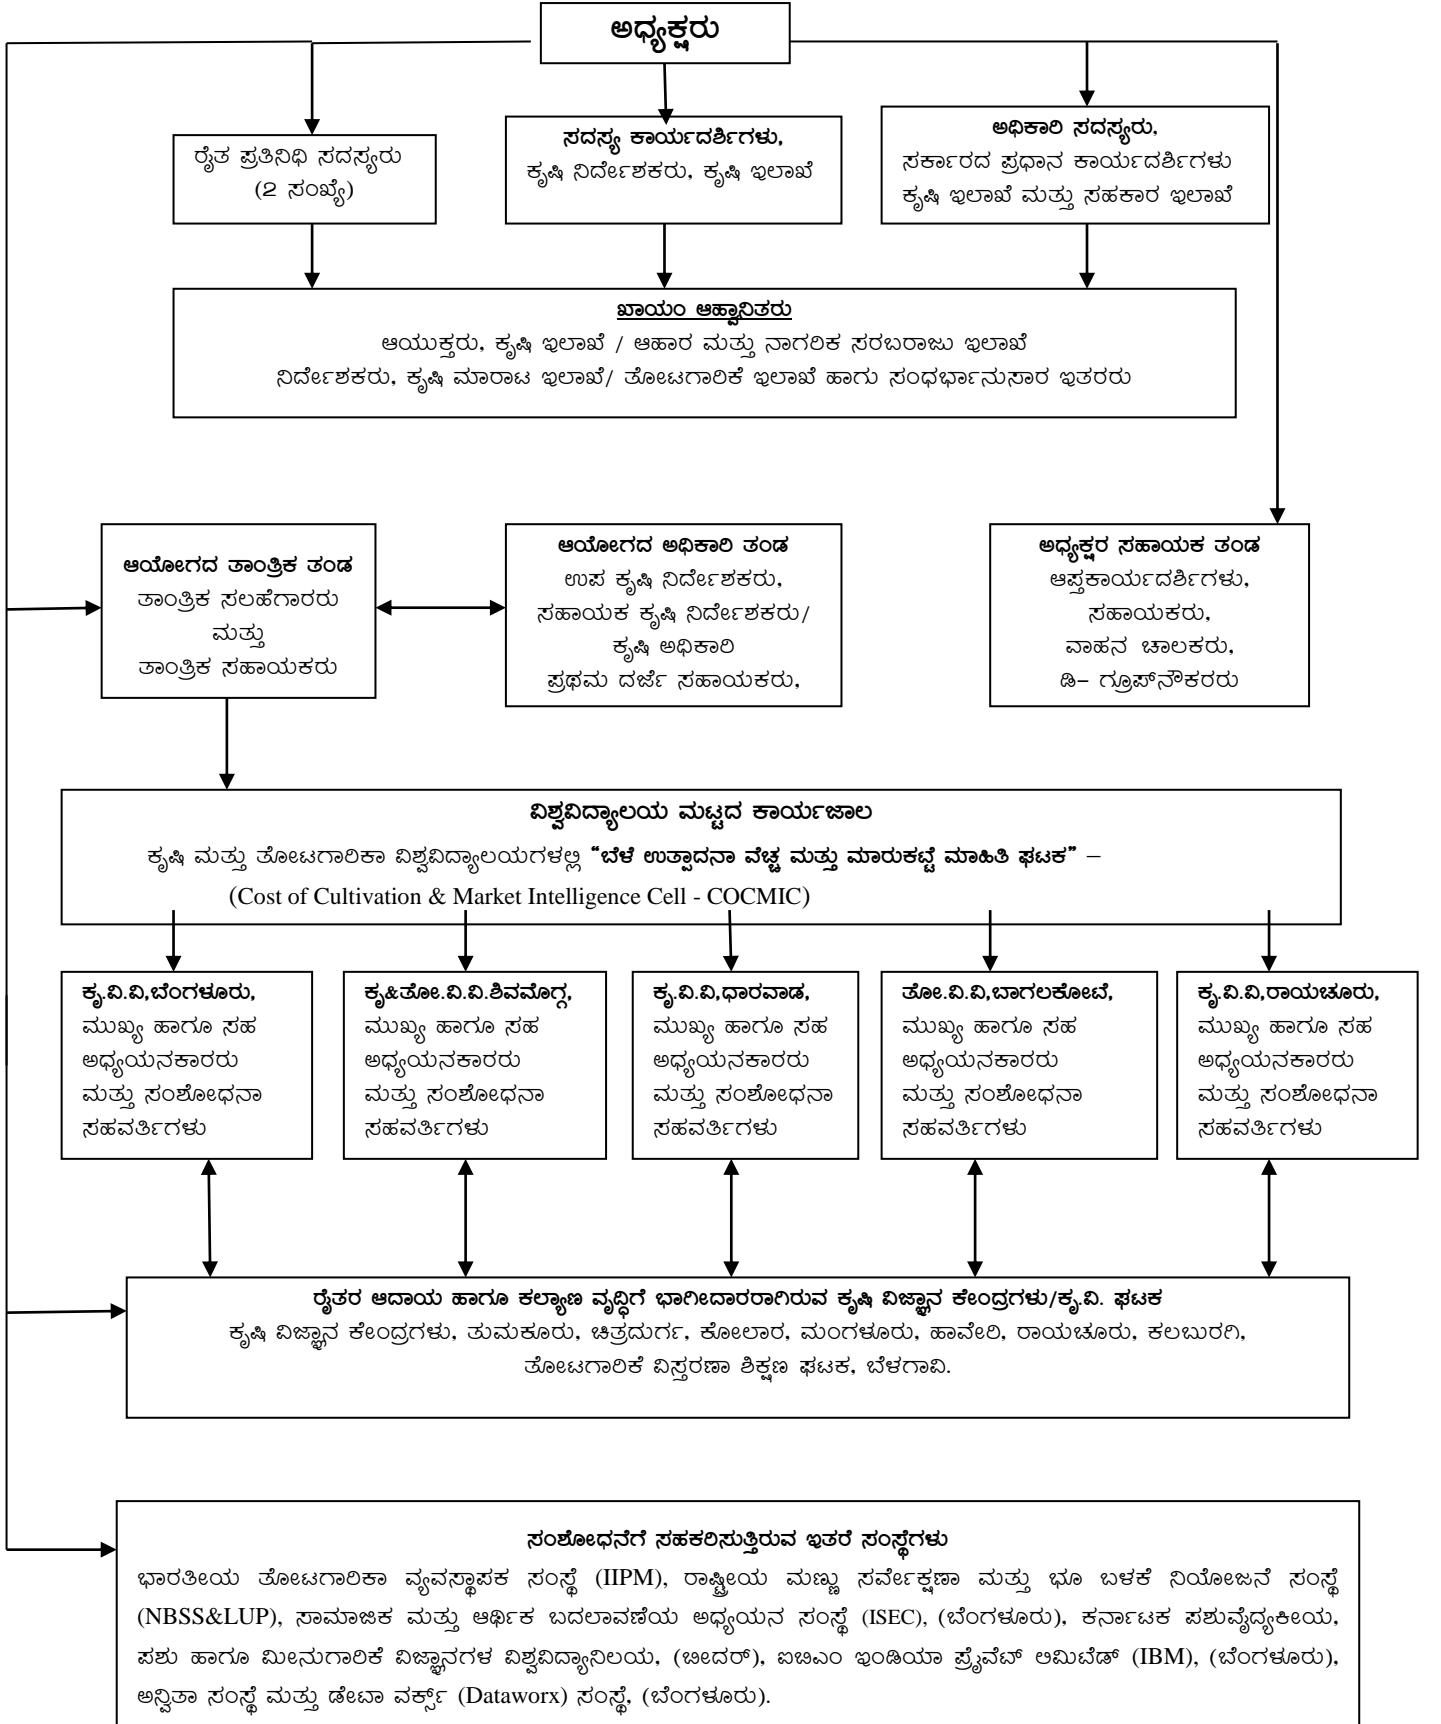 ಅಧ್ಯಕ್ಷರು
ರೈತ ಪ್ರತಿನಿಧಿ ಸದಸ್ಯರು
(2 ಸಂಖ್ಯೆ)
ಸದಸ್ಯ ಕಾರ್ಯದರ್ಶಿಗಳು,
ಕೃಷಿ ನಿರ್ದೇಶಕರು, ಕೃಷಿ ಇಲಾಖೆ
ಅಧಿಕಾರಿ ಸದಸ್ಯರು,
ಸರ್ಕಾರದ ಪ್ರಧಾನ ಕಾರ್ಯದರ್ಶಿಗಳು
ಕೃಷಿ ಇಲಾಖೆ ಮತ್ತು ಸಹಕಾರ ಇಲಾಖೆ
ಖಾಯಂ ಆಹ್ವಾನಿತರು
ಆಯುಕ್ತರು, ಕೃಷಿ ಇಲಾಖೆ / ಆಹಾರ ಮತ್ತು ನಾಗರಿಕ ಸರಬರಾಜು ಇಲಾಖೆ
ನಿರ್ದೇಶಕರು, ಕೃಷಿ ಮಾರಾಟ ಇಲಾಖೆ/ ತೋಟಗಾರಿಕೆ ಇಲಾಖೆ ಹಾಗು ಸಂಧರ್ಭಾನುಸಾರ ಇತರರು
ಆಯೋಗದ ತಾಂತ್ರಿಕ ತಂಡ
ತಾಂತ್ರಿಕ ಸಲಹೆಗಾರರು
ಮತ್ತು
ತಾಂತ್ರಿಕ ಸಹಾಯಕರು
ಆಯೋಗದ ಅಧಿಕಾರಿ ತಂಡ
ಉಪ ಕೃಷಿ ನಿರ್ದೇಶಕರು,
ಸಹಾಯಕ ಕೃಷಿ ನಿರ್ದೇಶಕರು/
ಕೃಷಿ ಅಧಿಕಾರಿ
ಪ್ರಥಮ ದರ್ಜೆ ಸಹಾಯಕರು,
ಅಧ್ಯಕ್ಷರ ಸಹಾಯಕ ತಂಡ
ಆಪ್ತಕಾರ್ಯದರ್ಶಿಗಳು,
ಸಹಾಯಕರು,
ವಾಹನ ಚಾಲಕರು,
ಡಿ– ಗ್ರೂಪ್‌ನೌಕರರು
ವಿಶ್ವವಿದ್ಯಾಲಯ ಮಟ್ಟದ ಕಾರ್ಯಜಾಲ
ಕೃಷಿ ಮತ್ತು ತೋಟಗಾರಿಕಾ ವಿಶ್ವವಿದ್ಯಾಲಯಗಳಲ್ಲಿ “ಬೆಳೆ ಉತ್ಪಾದನಾ ವೆಚ್ಚ ಮತ್ತು ಮಾರುಕಟ್ಟೆ ಮಾಹಿತಿ ಘಟಕ” –
(Cost of Cultivation & Market Intelligence Cell - COCMIC)
ಕೃ.ವಿ.ವಿ,ಬೆಂಗಳೂರು,
ಮುಖ್ಯ ಹಾಗೂ ಸಹ
ಅಧ್ಯಯನಕಾರರು
ಮತ್ತು ಸಂಶೋಧನಾ
ಸಹವರ್ತಿಗಳು
ಕೃ&ತೋ.ವಿ.ವಿ.ಶಿವಮೊಗ್ಗ,
ಮುಖ್ಯ ಹಾಗೂ ಸಹ
ಅಧ್ಯಯನಕಾರರು
ಮತ್ತು ಸಂಶೋಧನಾ
ಸಹವರ್ತಿಗಳು
ಕೃ.ವಿ.ವಿ,ಧಾರವಾಡ,
ಮುಖ್ಯ ಹಾಗೂ ಸಹ
ಅಧ್ಯಯನಕಾರರು
ಮತ್ತು ಸಂಶೋಧನಾ
ಸಹವರ್ತಿಗಳು
ತೋ.ವಿ.ವಿ,ಬಾಗಲಕೋಟೆ,
ಮುಖ್ಯ ಹಾಗೂ ಸಹ
ಅಧ್ಯಯನಕಾರರು
ಮತ್ತು ಸಂಶೋಧನಾ
ಸಹವರ್ತಿಗಳು
ಕೃ.ವಿ.ವಿ,ರಾಯಚೂರು,
ಮುಖ್ಯ ಹಾಗೂ ಸಹ
ಅಧ್ಯಯನಕಾರರು
ಮತ್ತು ಸಂಶೋಧನಾ
ಸಹವರ್ತಿಗಳು
ರೈತರ ಆದಾಯ ಹಾಗೂ ಕಲ್ಯಾಣ ವೃದ್ಧಿಗೆ ಭಾಗೀದಾರರಾಗಿರುವ ಕೃಷಿ ವಿಜ್ಞಾನ ಕೇಂದ್ರಗಳು/ಕೃ.ವಿ. ಘಟಕ
ಕೃಷಿ ವಿಜ್ಞಾನ ಕೇಂದ್ರಗಳು, ತುಮಕೂರು, ಚಿತ್ರದುರ್ಗ, ಕೋಲಾರ, ಮಂಗಳೂರು, ಹಾವೇರಿ, ರಾಯಚೂರು, ಕಲಬುರಗಿ,
ತೋಟಗಾರಿಕೆ ವಿಸ್ತರಣಾ ಶಿಕ್ಷಣ ಘಟಕ, ಬೆಳಗಾವಿ.
ಸಂಶೋಧನೆಗೆ ಸಹಕರಿಸುತ್ತಿರುವ ಇತರೆ ಸಂಸ್ಥೆಗಳು
ಭಾರತೀಯ ತೋಟಗಾರಿಕಾ ವ್ಯವಸ್ಥಾಪಕ ಸಂಸ್ಥೆ (IIPM), ರಾಷ್ಟ್ರೀಯ ಮಣ್ಣು ಸರ್ವೇಕ್ಷಣಾ ಮತ್ತು ಭೂ ಬಳಕೆ ನಿಯೋಜನೆ ಸಂಸ್ಥೆ
(NBSS&LUP), ಸಾಮಾಜಿಕ ಮತ್ತು ಆರ್ಥಿಕ ಬದಲಾವಣೆಯ ಅಧ್ಯಯನ ಸಂಸ್ಥೆ (ISEC), (ಬೆಂಗಳೂರು), ಕರ್ನಾಟಕ ಪಶುವೈದ್ಯಕೀಯ,
ಪಶು ಹಾಗೂ ಮೀನುಗಾರಿಕೆ ವಿಜ್ಞಾನಗಳ ವಿಶ್ವವಿದ್ಯಾನಿಲಯ, (ಬೀದರ್), ಐಬಿಎಂ ಇಂಡಿಯಾ ಪ್ರೈವೆಟ್ ಲಿಮಿಟೆಡ್ (IBM), (ಬೆಂಗಳೂರು),
ಅನ್ವಿತಾ ಸಂಸ್ಥೆ ಮತ್ತು ಡೇಟಾ ವರ್ಕ್ಸ್ (Dataworx) ಸಂಸ್ಥೆ, (ಬೆಂಗಳೂರು).